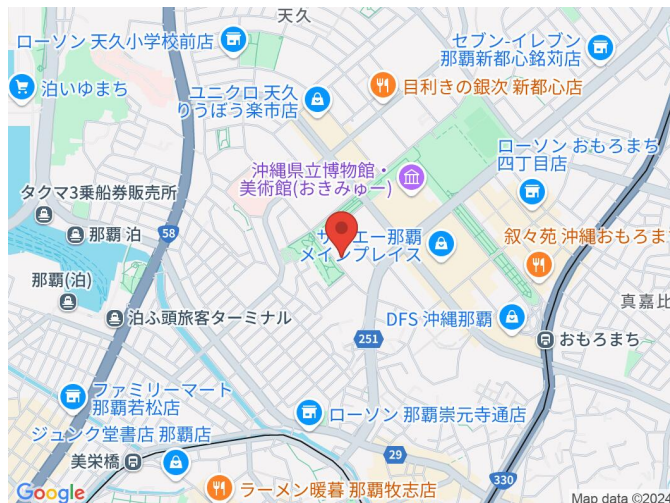 天久
ローソン 天久小学校前店
セブン-イレブン
那覇新都心銘苅店
泊いゆまち
ユニクロ 天久
りうぼう楽市店
目利きの銀次 新都心店
ローソン おもろまち
四丁目店
沖縄県立博物館・
美術館(おきみゅー)
タクマ3乗船券販売所
那覇 泊
58
エー那覇
メインプレイス
叙々苑 沖縄おもろま
那覇(泊)
泊ふ頭旅客ターミナル
DFS 沖縄那覇
真嘉比
251
おもろまち
ファミリーマート
那覇若松店
ローソン 那覇崇元寺通店
ジュンク堂書店 那覇店
29
美栄橋
330
ラーメン暖暮 那覇牧志店
Google
Map data ©2024